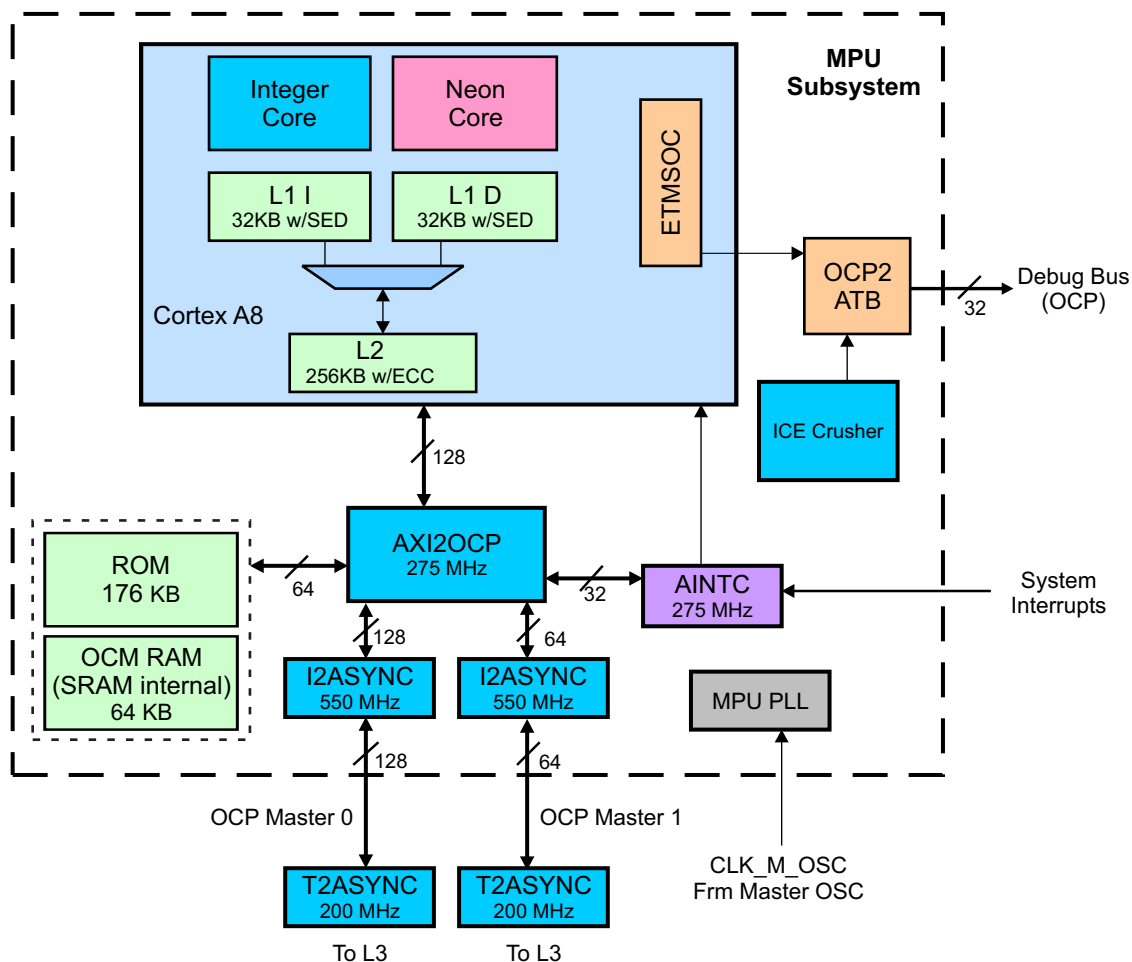 MPU
Subsystem
Integer
Core
Neon
Core
ETMSOC
L1 I
32KB w/SED
L1 D
32KB w/SED
Cortex A8
L2
256KB w/ECC
OCP2
ATB
32
Debug Bus
(OCP)
ICE Crusher
128
AXI2OCP
275 MHz
ROM
176 KB
64
32
AINTC
275 MHz
System
Interrupts
OCM RAM
(SRAM internal)
64 KB
128
64
I2ASYNC
550 MHz
I2ASYNC
550 MHz
MPU PLL
128
64
OCP Master 0
OCP Master 1
CLK_M_OSC
Frm Master OSC
T2ASYNC
200 MHz
T2ASYNC
200 MHz
To L3
To L3